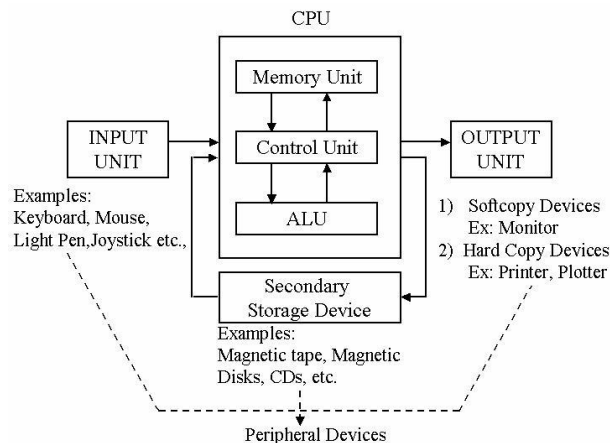 CPU
Memory Unit
INPUT
UNIT
Control Unit
OUTPUT
UNIT
Examples:
Keyboard, Mouse,
Light Pen,Joystick etc.,
ALU
1) Softcopy Devices
Ex: Monitor
2) Hard Copy Devices
Ex: Printer, Plotter
Secondary
Storage Device
Examples:
Magnetic tape, Magnetic
Disks, CDs, etc.
Peripheral Devices